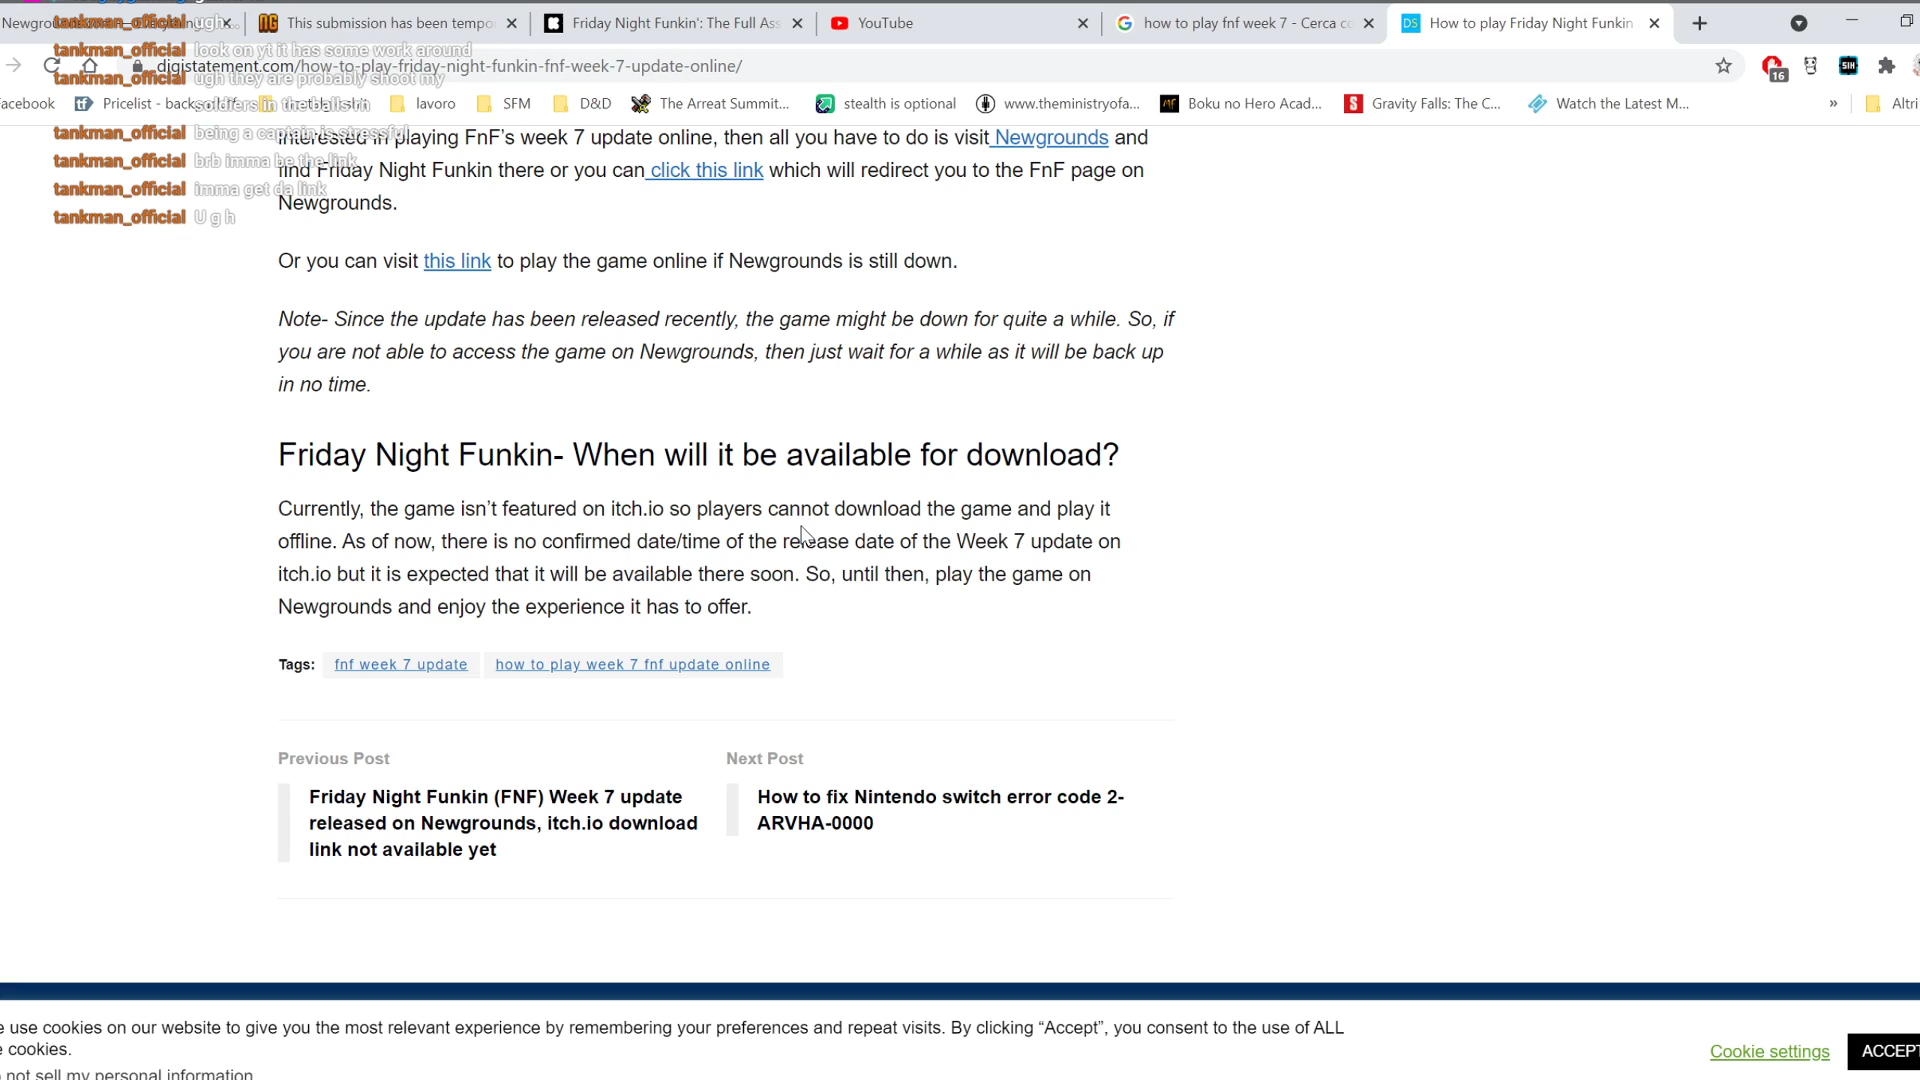 Newgrounds
This submission has been tempo
Friday Night Funkin': The Full Ass
YouTube
how to play fnf week 7 - Cerca co
How to play Friday Night Funkin
tankman_official ugh
tankman_official look on yt it has some work around
digistatement.com/how-to-play-friday-night-funkin-fnf-week-7-update-online/
16
SIH
tankman_official ugh they are probably shoot my
soldiers in the balls
acebook
Pricelist - backpack.tf
lavoro
SFM
D&D
The Arreat Summit...
stealth is optional
www.theministryofa...
Boku no Hero Acad...
Gravity Falls: The C...
Watch the Latest M...
»
Altri
tankman_official being a captain is stressful
interested in playing FnF's week 7 update online, then all you have to do is visit Newgrounds and
tankman_official brb imma be the link
find Friday Night Funkin there or you can click this link which will redirect you to the FnF page on
tankman_official imma get da link
Newgrounds.
tankman_official U g h
Or you can visit this link to play the game online if Newgrounds is still down.
Note- Since the update has been released recently, the game might be down for quite a while. So, if
you are not able to access the game on Newgrounds, then just wait for a while as it will be back up
in no time.
Friday Night Funkin- When will it be available for download?
Currently, the game isn't featured on itch.io so players cannot download the game and play it
offline. As of now, there is no confirmed date/time of the release date of the Week 7 update on
itch.io but it is expected that it will be available there soon. So, until then, play the game on
Newgrounds and enjoy the experience it has to offer.
Tags: fnf week 7 update how to play week 7 fnf update online
Previous Post
Next Post
Friday Night Funkin (FNF) Week 7 update
released on Newgrounds, itch.io download
link not available yet
How to fix Nintendo switch error code 2-
ARVHA-0000
e use cookies on our website to give you the most relevant experience by remembering your preferences and repeat visits. By clicking “Accept”, you consent to the use of ALL
e cookies.
Cookie settings
ACCEPT
not sell my personal information